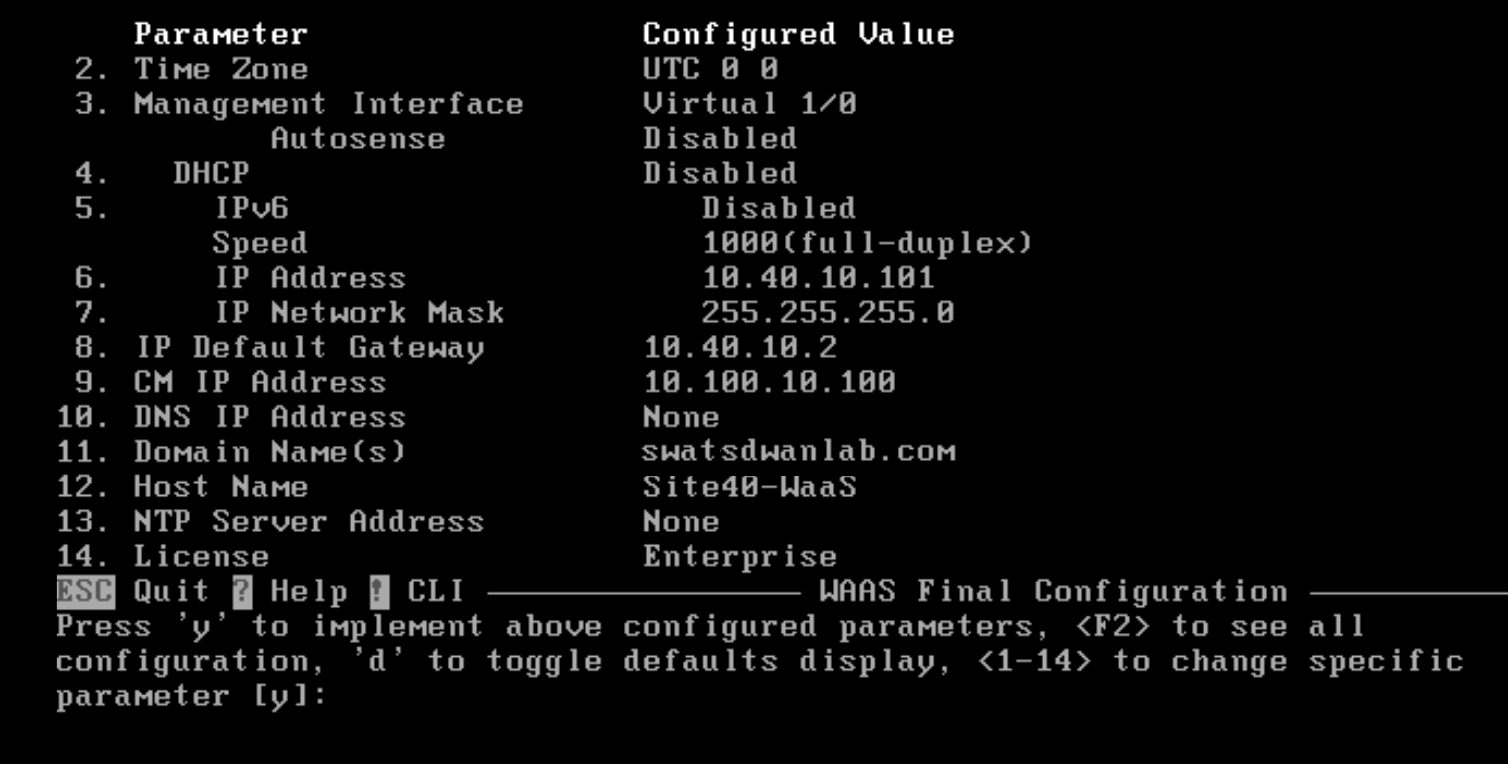 Parameter Configured Value
2. Time Zone UTC 0 0
3. Management Interface Virtual 1/0
Autosense Disabled
4. DHCP Disabled
5. IPv6 Disabled
Speed 1000(full-duplex)
6. IP Address 10.40.10.101
7. IP Network Mask 255.255.255.0
8. IP Default Gateway 10.40.10.2
9. CM IP Address 10.100.10.100
10. DNS IP Address None
11. Domain Name(s) swatsdwanlab.com
12. Host Name Site40-WaaS
13. NTP Server Address None
14. License Enterprise
ESC Quit ? Help ! CLI ———————— WAAS Final Configuration ————————
Press 'y' to implement above configured parameters, <F2> to see all
configuration, 'd' to toggle defaults display, <1-14> to change specific
parameter [y]: